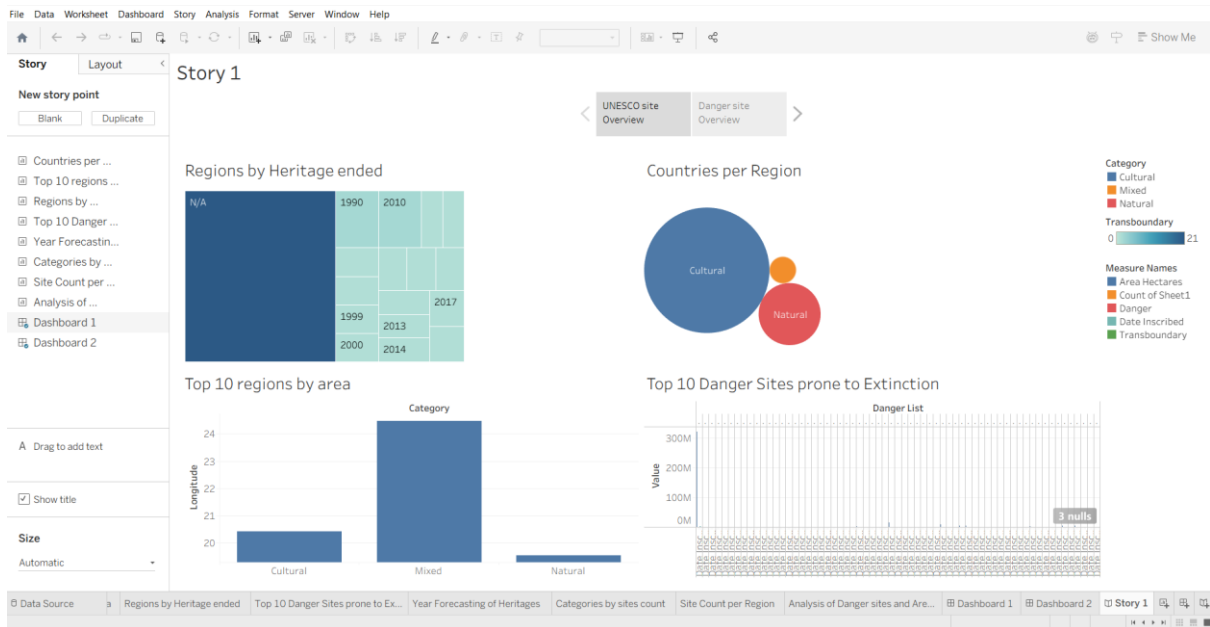 File Data Worksheet Dashboard Story Analysis Format Server Window Help
Show Me
Story Layout
New story point
Blank Duplicate
Countries per ...
Top 10 regions ...
Regions by ...
Top 10 Danger ...
Year Forecastin...
Categories by ...
Site Count per ...
Analysis of ...
Dashboard 1
Dashboard 2
A Drag to add text
Show title
Size
Automatic
Story 1
UNESCO site
Overview
Danger site
Overview
Regions by Heritage ended
N/A
1990
2010
1999
2000
2013
2014
2017
Countries per Region
Cultural
Natural
Category
Cultural
Mixed
Natural
Transboundary
0 21
Measure Names
Area Hectares
Count of Sheet1
Danger
Date Inscribed
Transboundary
Top 10 regions by area
Category
Longitude
24
23
22
21
20
Cultural Mixed Natural
Top 10 Danger Sites prone to Extinction
Danger List
Value
300M
200M
100M
0M
3 nulls
Data Source a Regions by Heritage ended Top 10 Danger Sites prone to Ex... Year Forecasting of Heritages Categories by sites count Site Count per Region Analysis of Danger sites and Are... Dashboard 1 Dashboard 2 Story 1